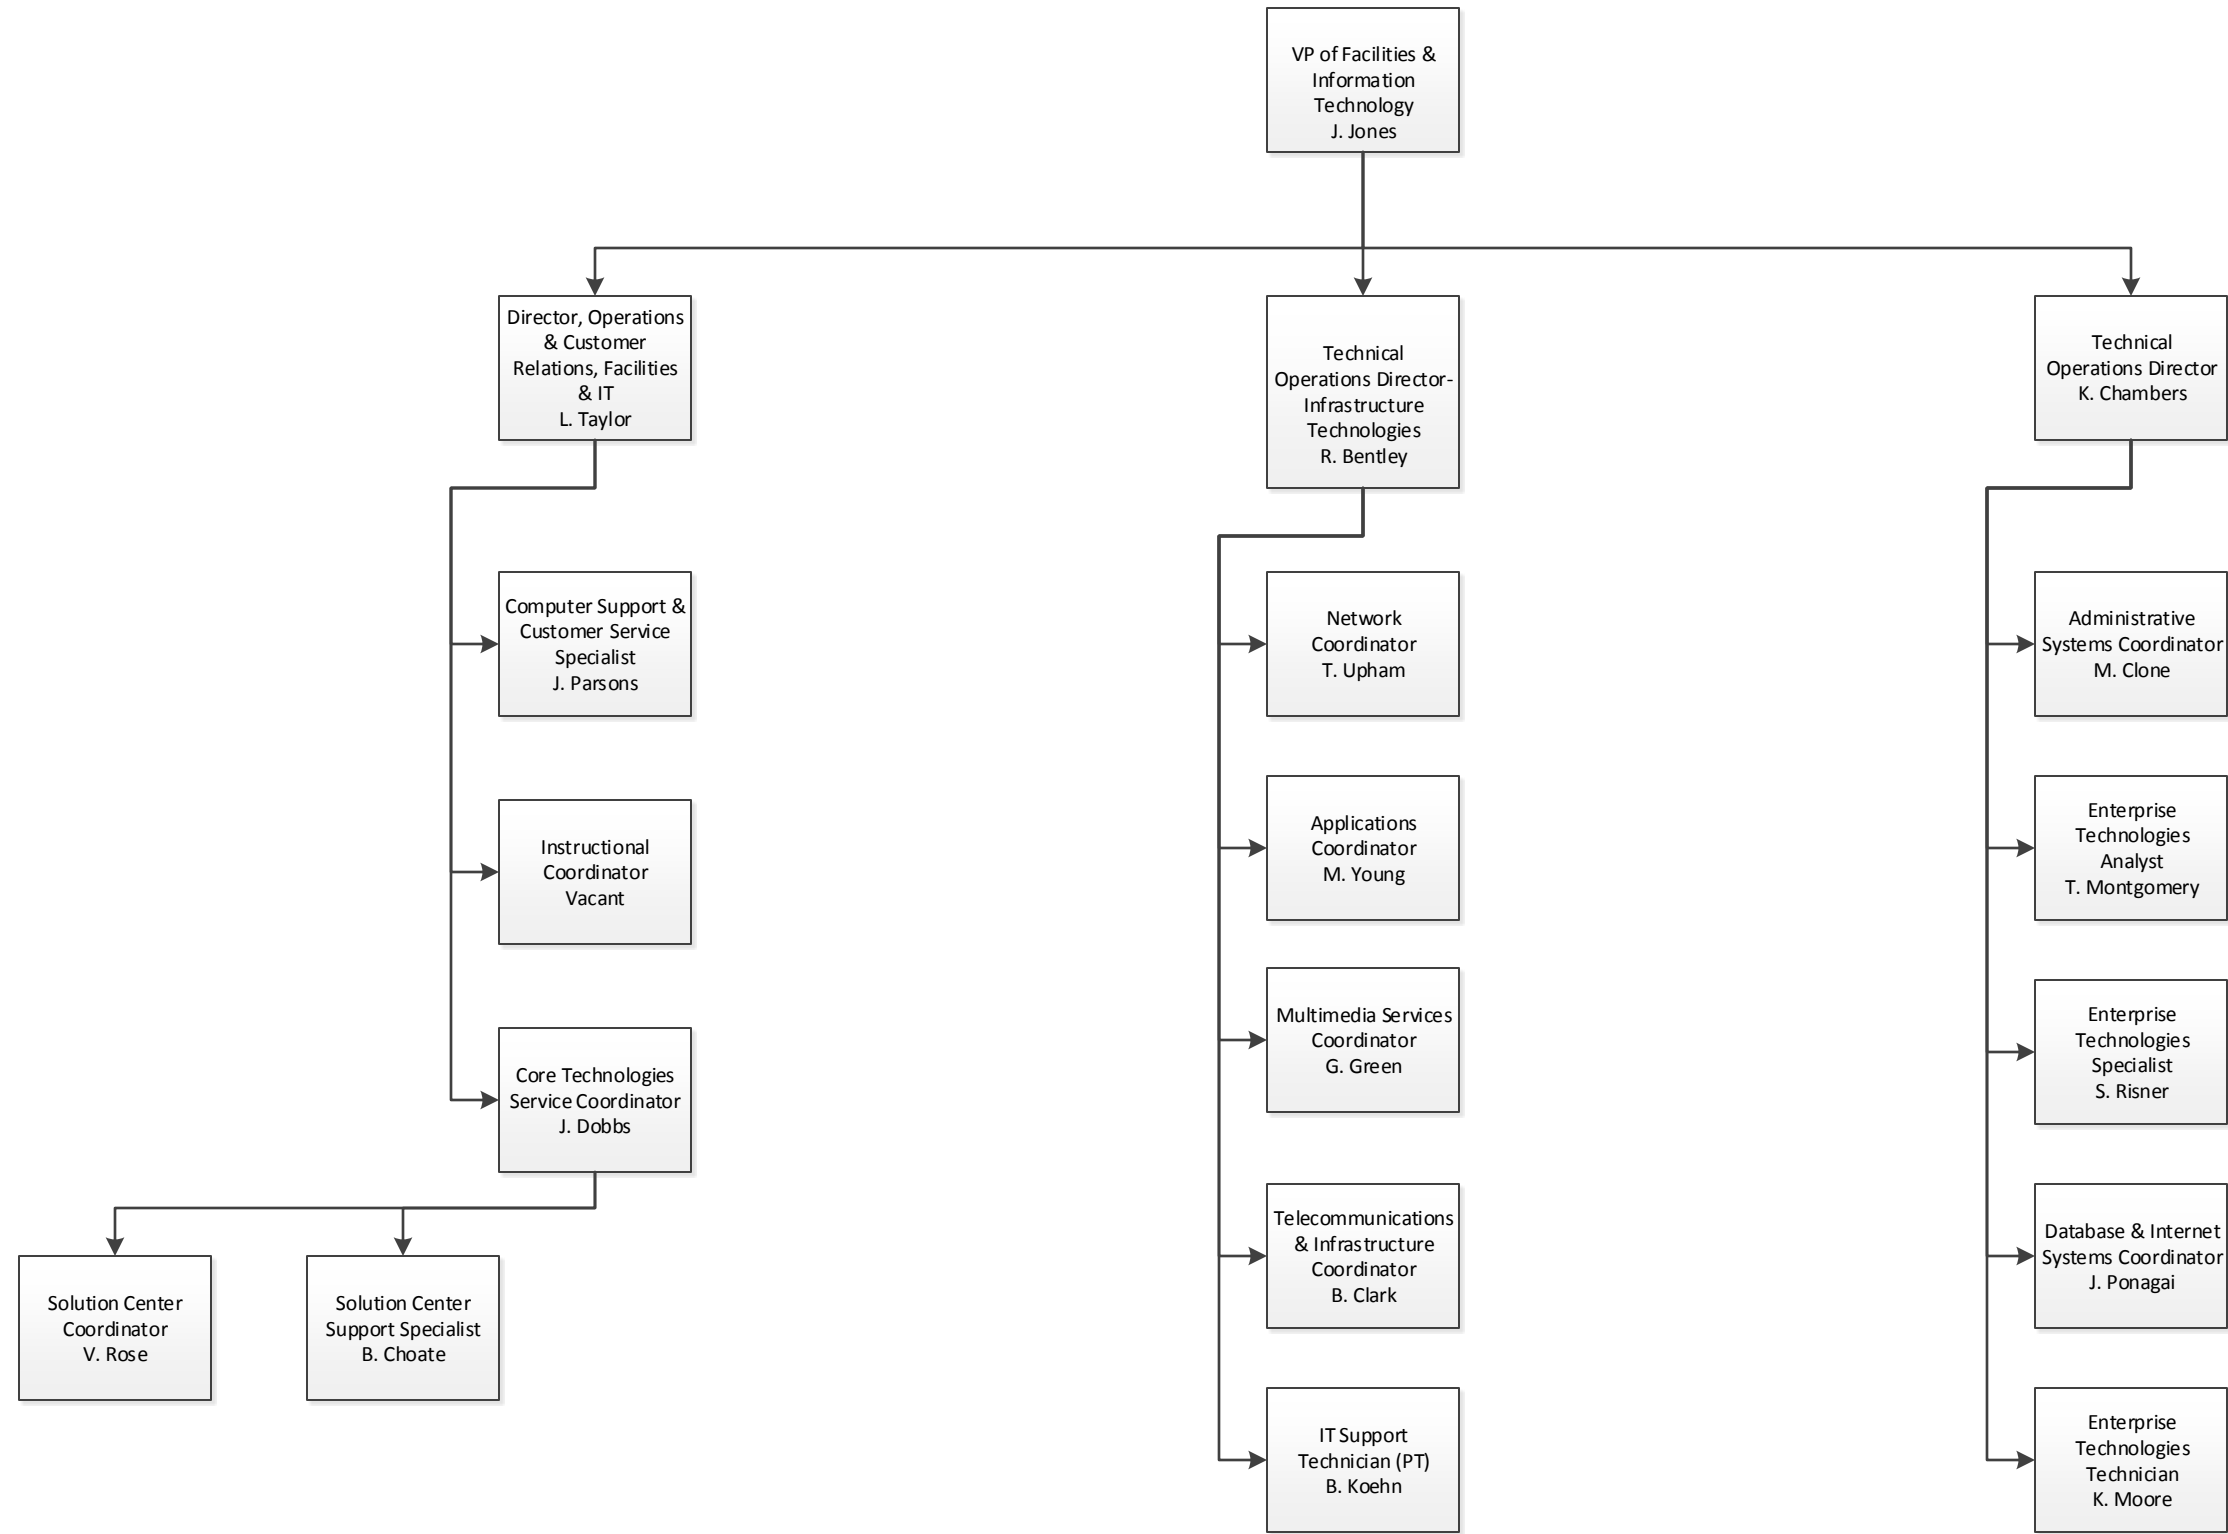 VP of Facilities &
Information
Technology
J. Jones
Director, Operations
& Customer
Relations, Facilities
& IT
L. Taylor
Technical
Operations Director-
Infrastructure
Technologies
R. Bentley
Technical
Operations Director
K. Chambers
Computer Support &
Customer Service
Specialist
J. Parsons
Instructional
Coordinator
Vacant
Core Technologies
Service Coordinator
J. Dobbs
Solution Center
Coordinator
V. Rose
Solution Center
Support Specialist
B. Choate
Network
Coordinator
T. Upham
Applications
Coordinator
M. Young
Multimedia Services
Coordinator
G. Green
Telecommunications
& Infrastructure
Coordinator
B. Clark
IT Support
Technician (PT)
B. Koehn
Administrative
Systems Coordinator
M. Clone
Enterprise
Technologies
Analyst
T. Montgomery
Enterprise
Technologies
Specialist
S. Risner
Database & Internet
Systems Coordinator
J. Ponagai
Enterprise
Technologies
Technician
K. Moore